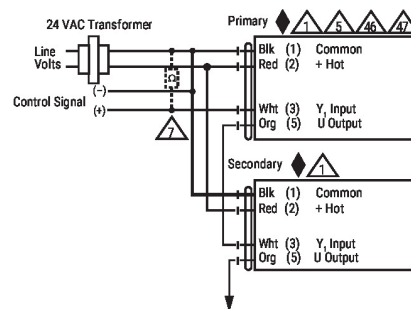 24 VAC Transformer
Primary 1 5 46 47
Line
Volts
Blk (1) Common
Red (2) + Hot
Ω
(–)
Control Signal
(+)
Wht (3) Y₁ Input
Org (5) U Output
7
Secondary 1
Blk (1) Common
Red (2) + Hot
Wht (3) Y₁ Input
Org (5) U Output